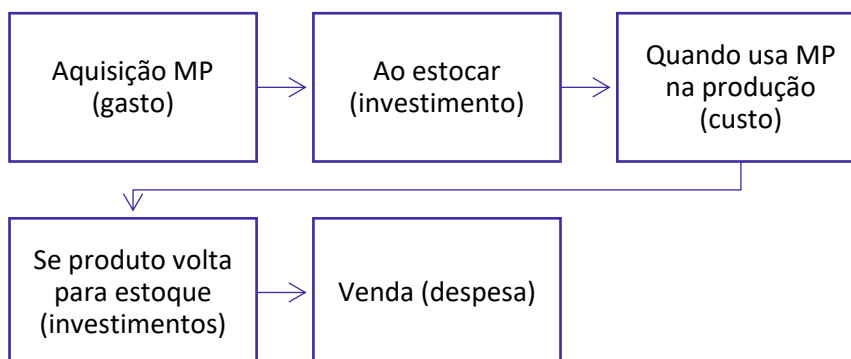 Aquisição MP
(gasto)
Ao estocar
(investimento)
Quando usa MP
na produção
(custo)
Se produto volta
para estoque
(investimentos)
Venda (despesa)